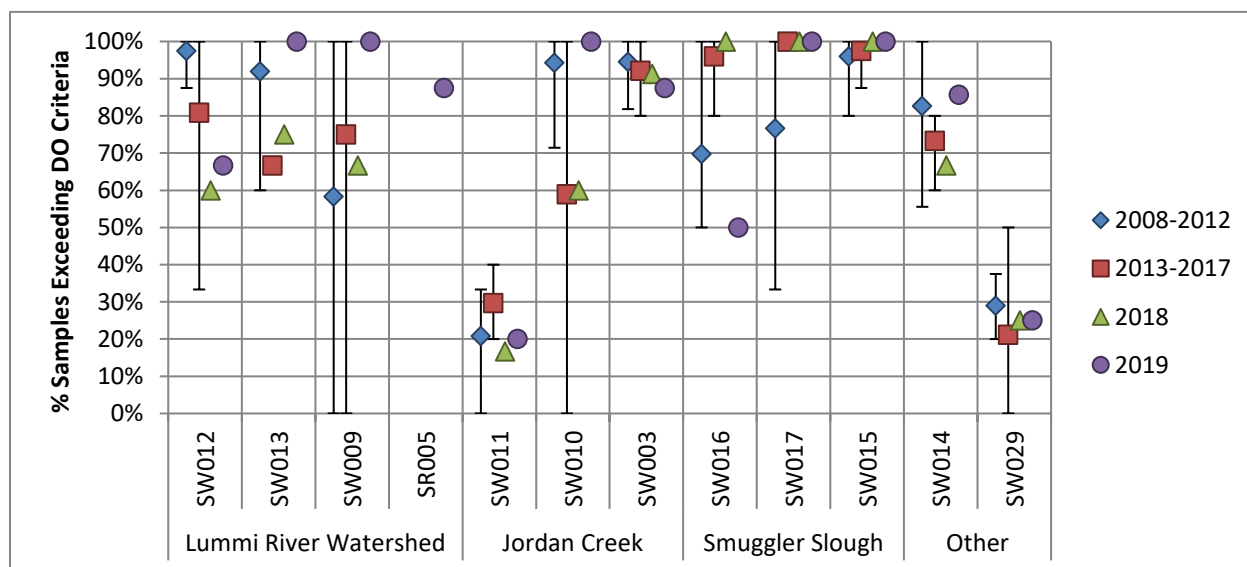 % Samples Exceeding DO Criteria
100%
90%
80%
70%
60%
50%
40%
30%
20%
10%
0%
SW012
SW013
SW009
SR005
SW011
SW010
SW003
SW016
SW017
SW015
SW014
SW029
Lummi River Watershed
Jordan Creek
Smuggler Slough
Other
2008-2012
2013-2017
2018
2019